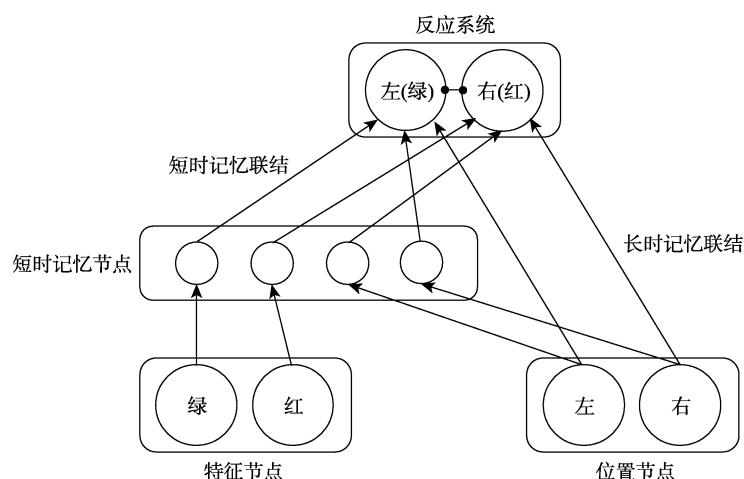 反应系统
左(绿)
右(红)
短时记忆联结
长时记忆联结
短时记忆节点
绿
红
左
右
特征节点
位置节点